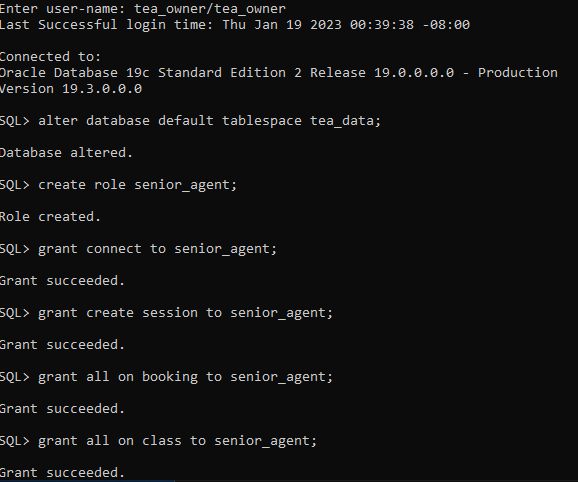 Enter user-name: tea_owner/tea_owner
Last Successful login time: Thu Jan 19 2023 00:39:38 -08:00
Connected to:
Oracle Database 19c Standard Edition 2 Release 19.0.0.0.0 - Production
Version 19.3.0.0.0
SQL> alter database default tablespace tea_data;
Database altered.
SQL> create role senior_agent;
Role created.
SQL> grant connect to senior_agent;
Grant succeeded.
SQL> grant create session to senior_agent;
Grant succeeded.
SQL> grant all on booking to senior_agent;
Grant succeeded.
SQL> grant all on class to senior_agent;
Grant succeeded.